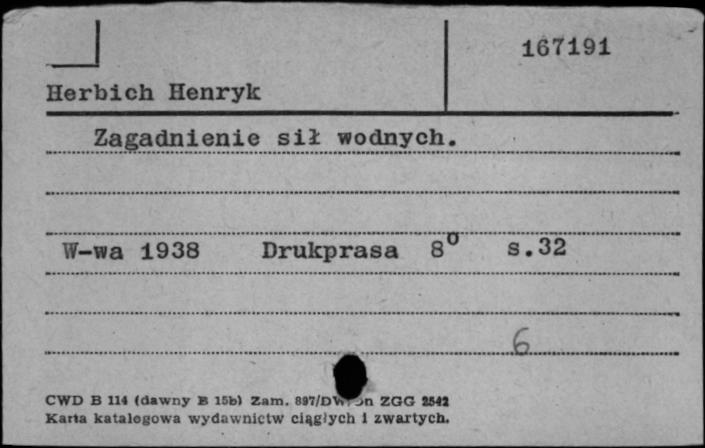 167191
Herbich Henryk
Zagadnienie sił wodnych.
W-wa 1938 Drukprasa 8° s.32
6
CWD B 114 (dawny B 15b) Zam. 897/DW ZGG 2542
Karta katalogowa wydawnictw ciągłych i zwartych.